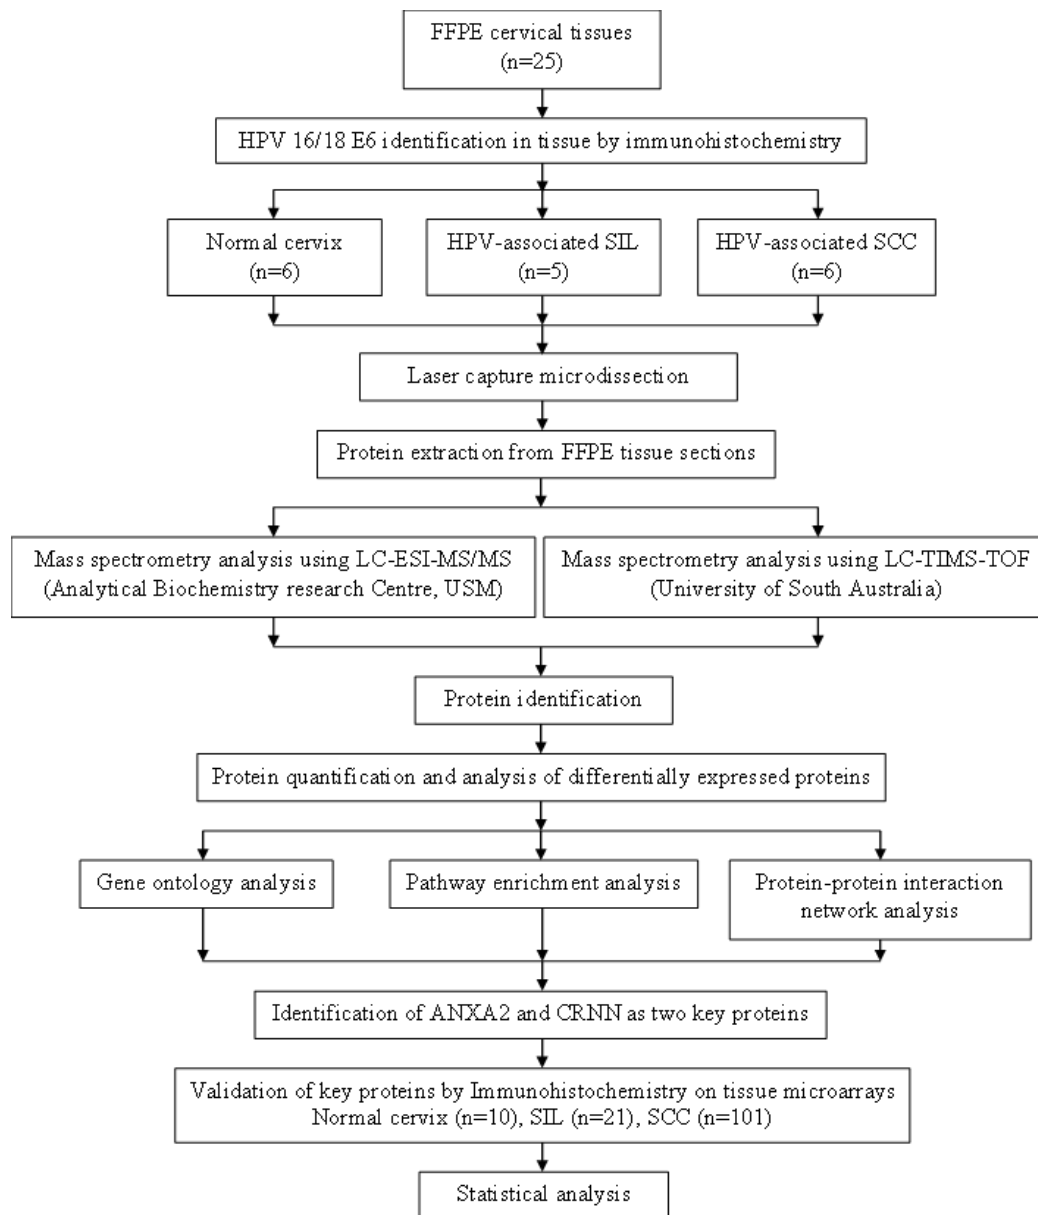 FFPE cervical tissues
(n=25)
HPV 16/18 E6 identification in tissue by immunohistochemistry
Normal cervix
(n=6)
HPV-associated SIL
(n=5)
HPV-associated SCC
(n=6)
Laser capture microdissection
Protein extraction from FFPE tissue sections
Mass spectrometry analysis using LC-ESI-MS/MS
(Analytical Biochemistry research Centre, USM)
Mass spectrometry analysis using LC-TIMS-TOF
(University of South Australia)
Protein identification
Protein quantification and analysis of differentially expressed proteins
Gene ontology analysis
Pathway enrichment analysis
Protein-protein interaction
network analysis
Identification of ANXA2 and CRNN as two key proteins
Validation of key proteins by Immunohistochemistry on tissue microarrays
Normal cervix (n=10), SIL (n=21), SCC (n=101)
Statistical analysis